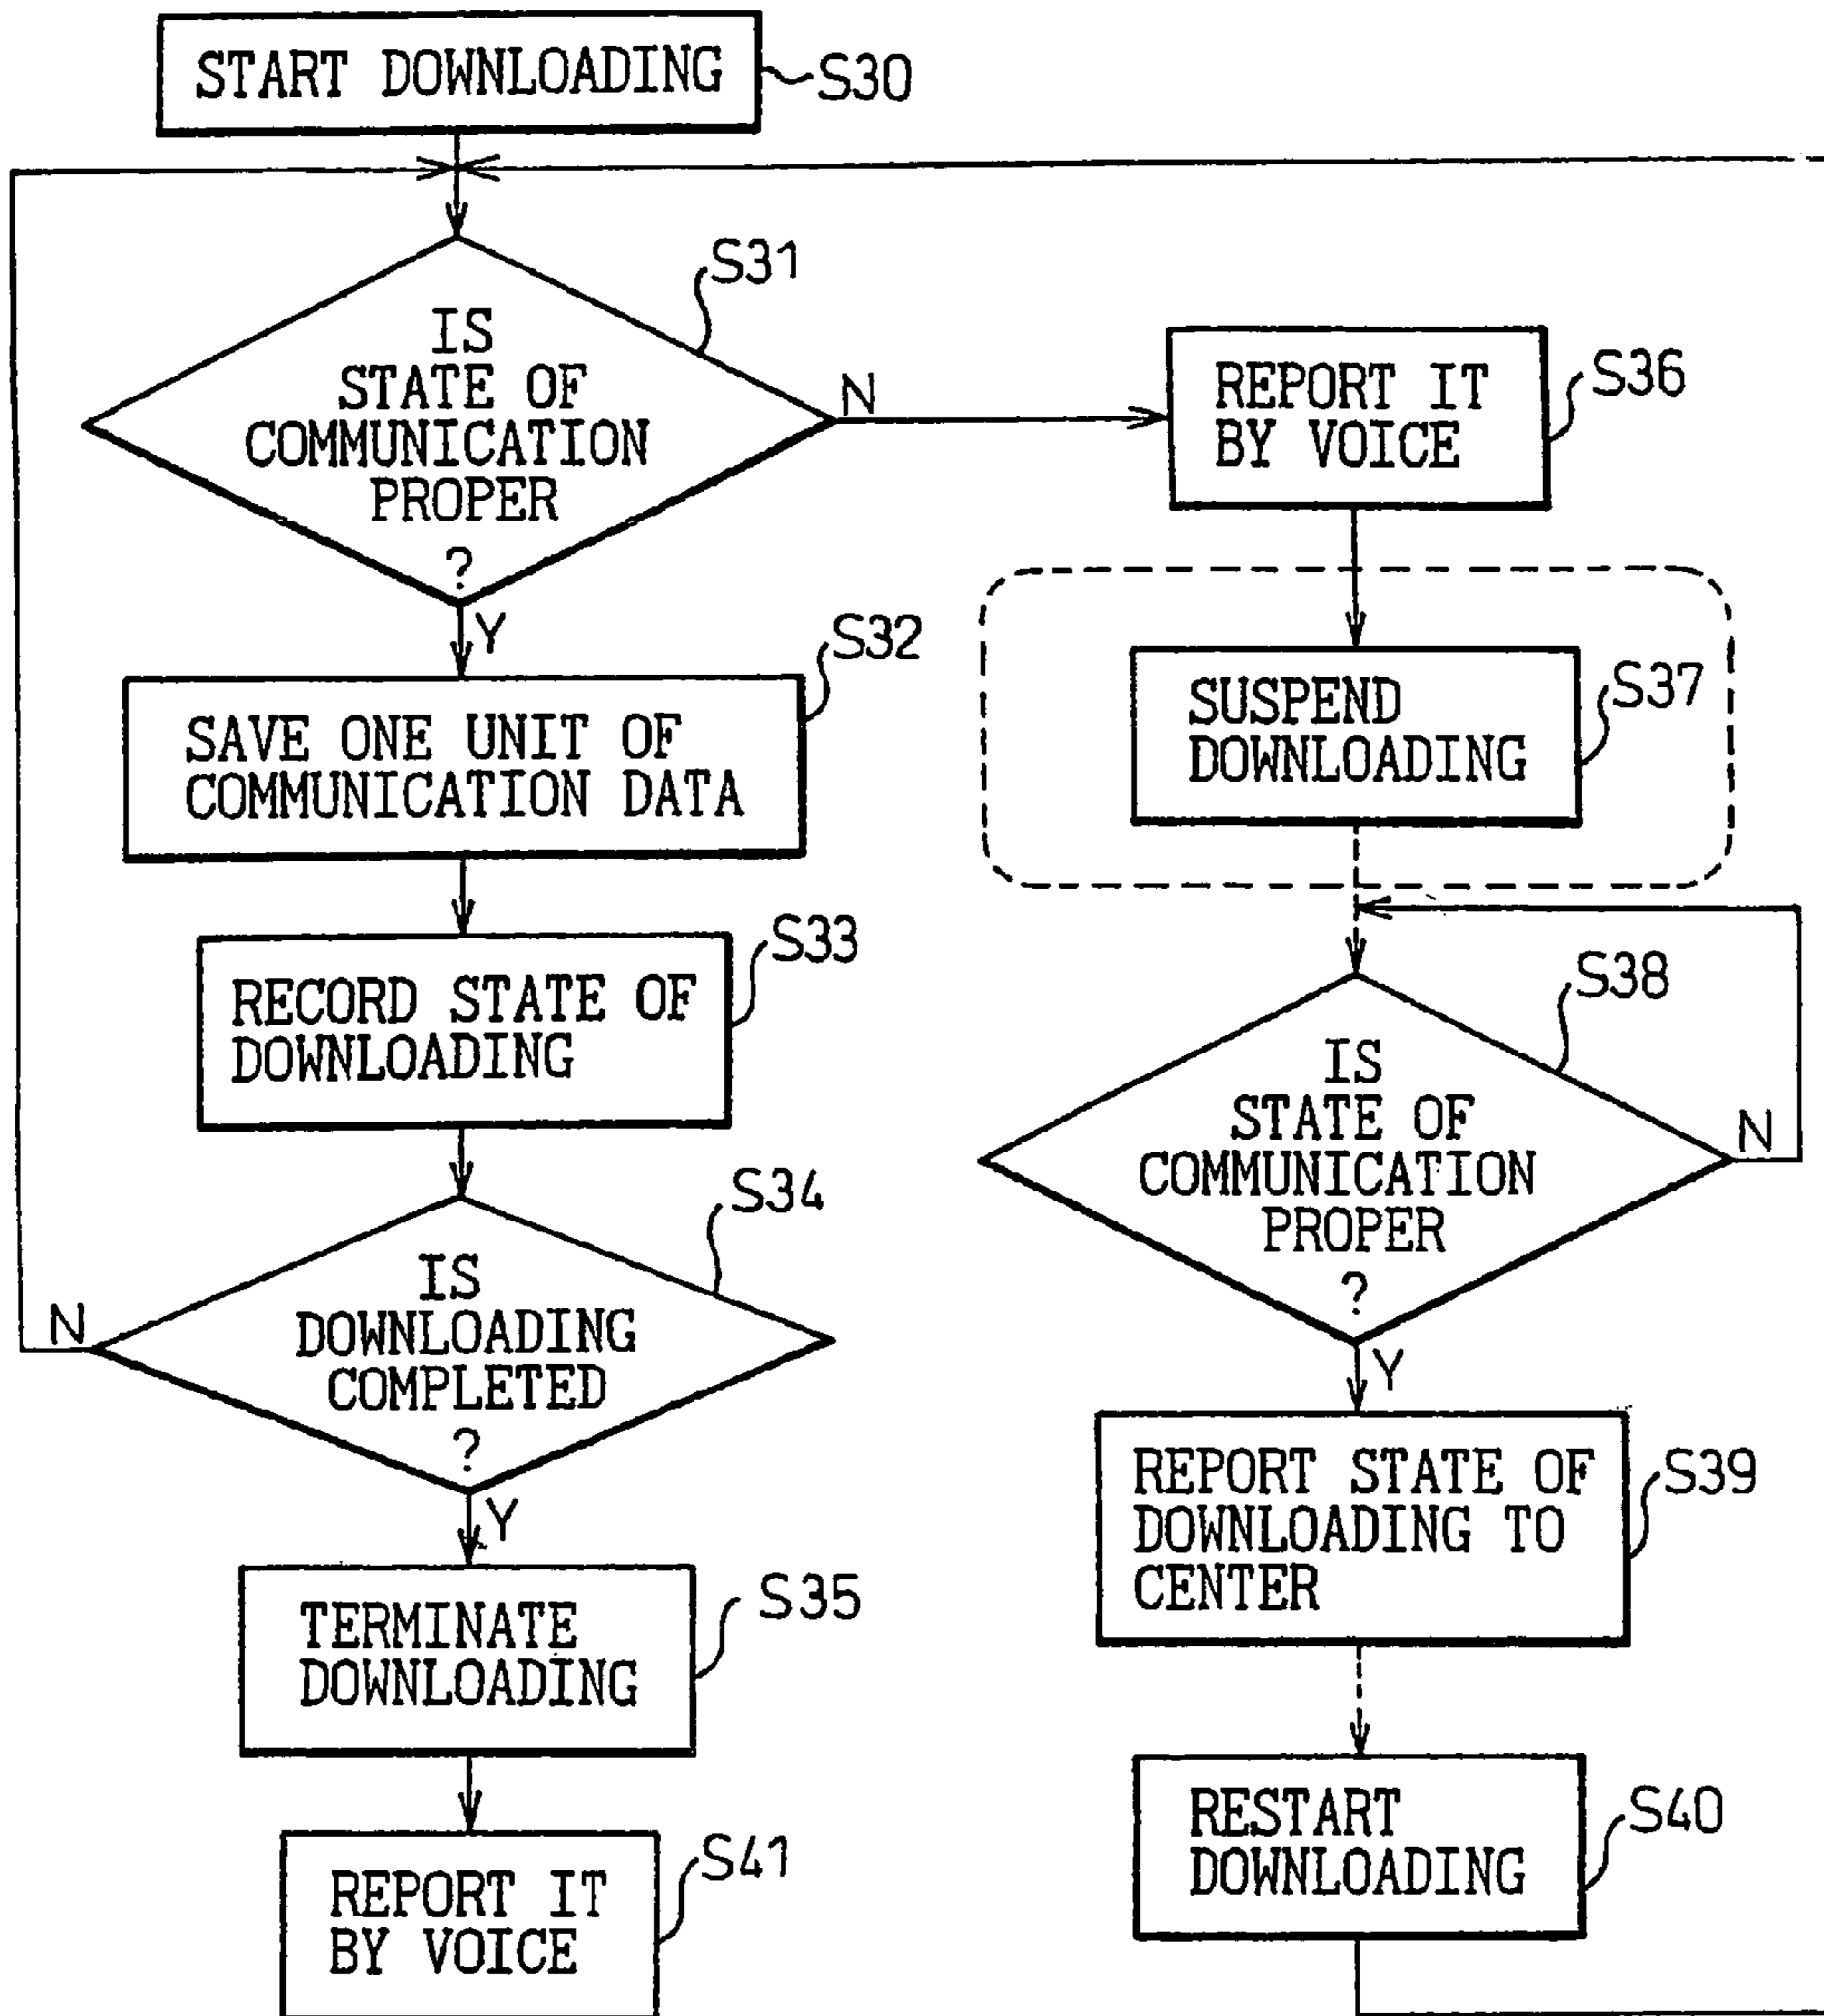 START DOWNLOADING
S30
IS
STATE OF
COMMUNICATION
PROPER
?
S31
N
Y
SAVE ONE UNIT OF
COMMUNICATION DATA
S32
RECORD STATE OF
DOWNLOADING
S33
IS
DOWNLOADING
COMPLETED
?
S34
N
Y
TERMINATE
DOWNLOADING
S35
REPORT IT
BY VOICE
S41
REPORT IT
BY VOICE
S36
SUSPEND
DOWNLOADING
S37
IS
STATE OF
COMMUNICATION
PROPER
?
S38
N
Y
REPORT STATE OF
DOWNLOADING TO
CENTER
S39
RESTART
DOWNLOADING
S40